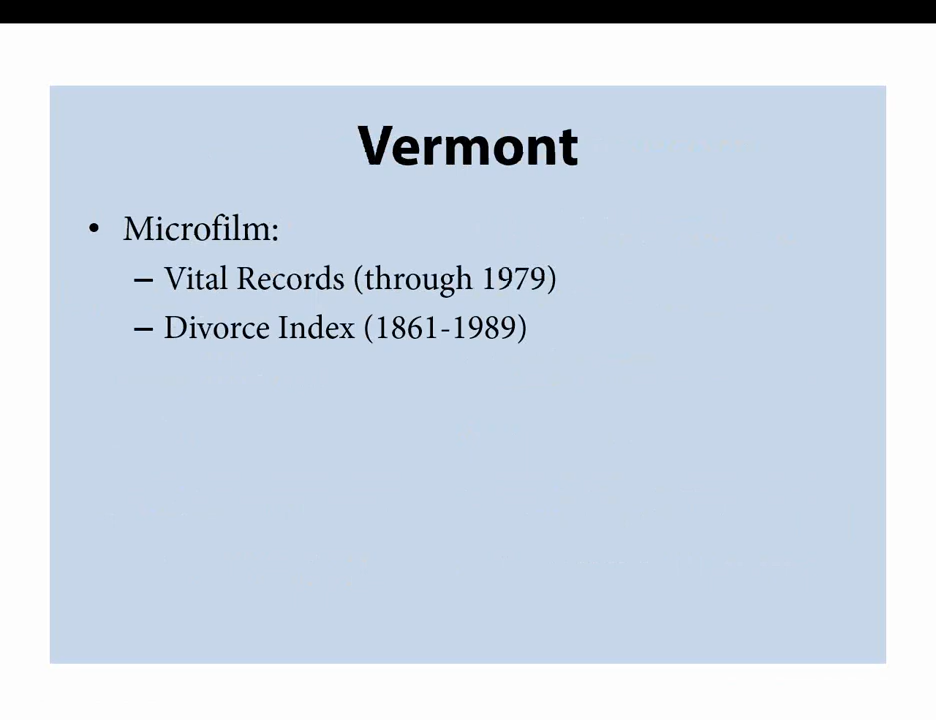 Vermont
• Microfilm:
– Vital Records (through 1979)
– Divorce Index (1861-1989)